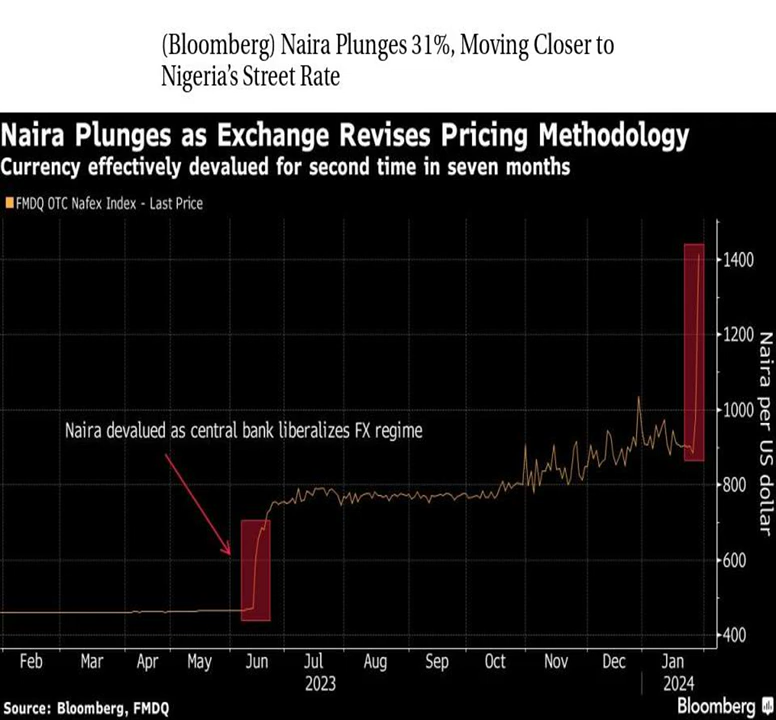 (Bloomberg) Naira Plunges 31%, Moving Closer to
Nigeria's Street Rate
Naira Plunges as Exchange Revises Pricing Methodology
Currency effectively devalued for second time in seven months
FMDQ OTC Nafex Index - Last Price
1400
1200
1000
800
600
400
Naira per US dollar
Naira devalued as central bank liberalizes FX regime
Feb Mar Apr May Jun Jul Aug Sep Oct Nov Dec Jan
2023 2024
Source: Bloomberg, FMDQ
Bloomberg